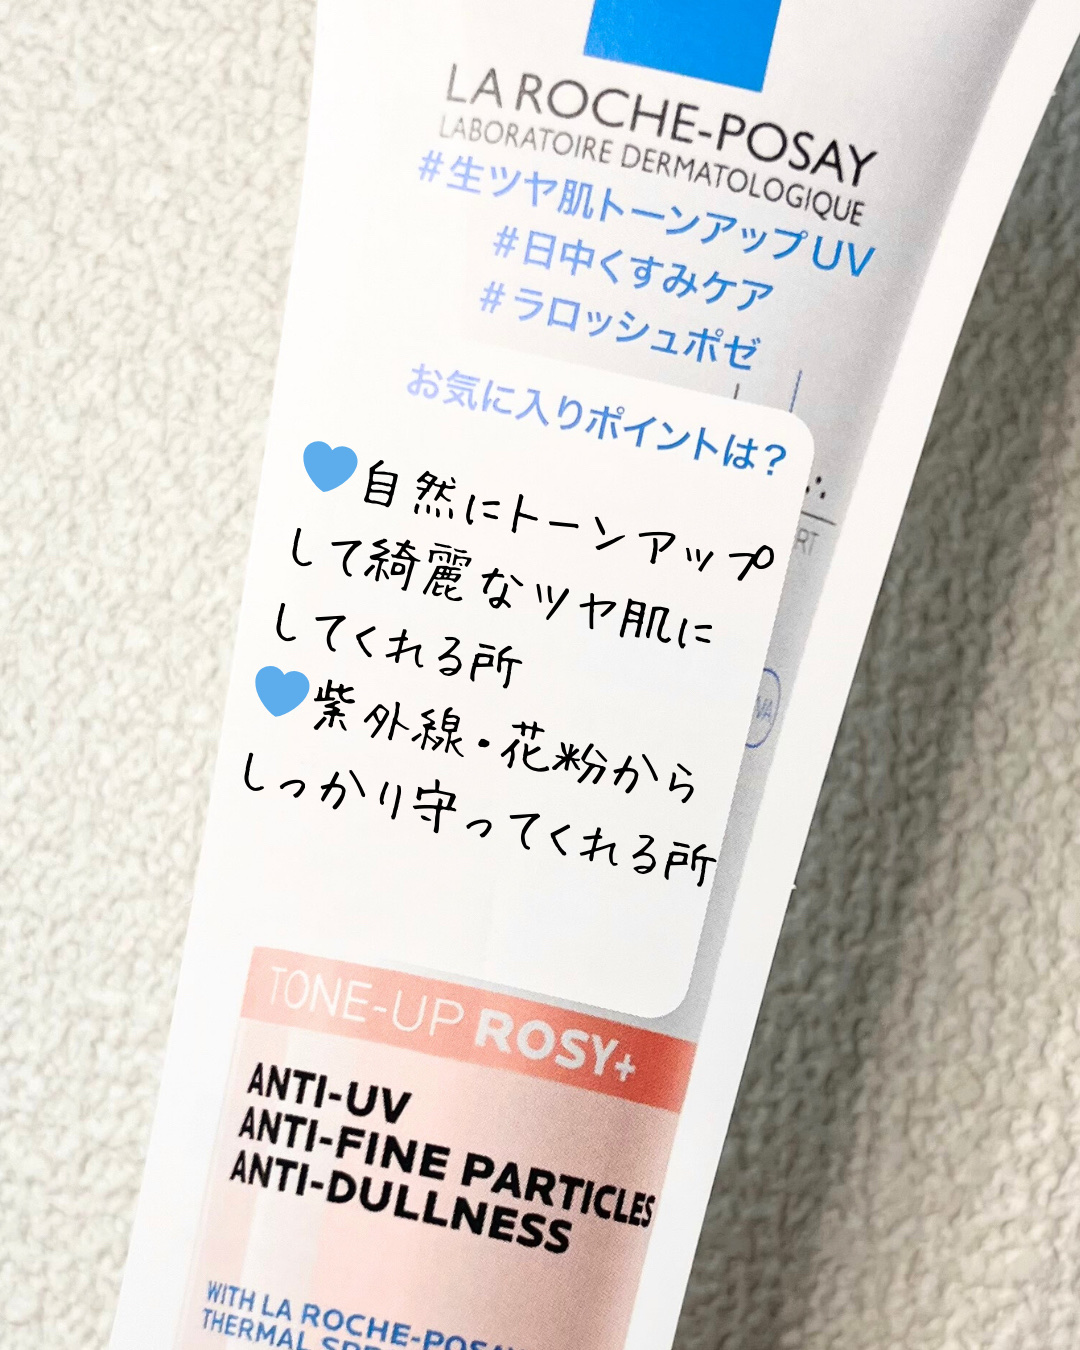 LA ROCHE-POSAY
LABORATOIRE DERMATOLOGIQUE
#生ツヤ肌トーンアップUV
#日中くすみケア
#ラロッシュポゼ
お気に入りポイントは?
💙自然にトーンアップ
して綺麗なツヤ肌に
してくれる所
💙紫外線・花粉から
しっかり守ってくれる所
TONE-UP ROSY+
ANTI-UV
ANTI-FINE PARTICLES
ANTI-DULLNESS
WITH LA ROCHE-POSAY
THERMAL